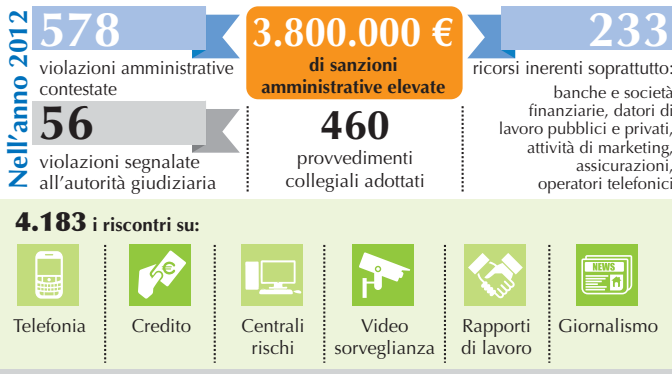 Nell'anno 2012
578
violazioni amministrative
contestate
56
violazioni segnalate
all'autorità giudiziaria
3.800.000 €
di sanzioni
amministrative elevate
460
provvedimenti
collegiali adottati
233
ricorsi inerenti soprattutto:
banche e società
finanziarie, datori di
lavoro pubblici e privati,
attività di marketing,
assicurazioni,
operatori telefonici
4.183 i riscontri su:
Telefonia
€
Credito
Centrali
rischi
Video
sorveglianza
Rapporti
di lavoro
NEWS
Giornalismo